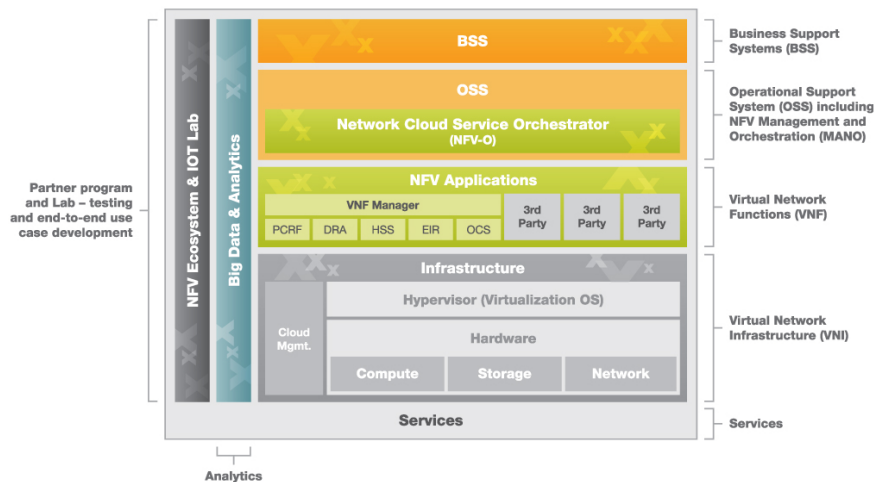 BSS
Business Support
Systems (BSS)
OSS
Network Cloud Service Orchestrator
(NFV-O)
Operational Support
System (OSS) including
NFV Management and
Orchestration (MANO)
Partner program
and Lab – testing
and end-to-end use
case development
NFV Ecosystem & IOT Lab
Big Data & Analytics
NFV Applications
VNF Manager
PCRF
DRA
HSS
EIR
OCS
3rd
Party
3rd
Party
3rd
Party
Virtual Network
Functions (VNF)
Infrastructure
Cloud
Mgmt.
Hypervisor (Virtualization OS)
Hardware
Compute
Storage
Network
Virtual Network
Infrastructure (VNI)
Services
Services
Analytics